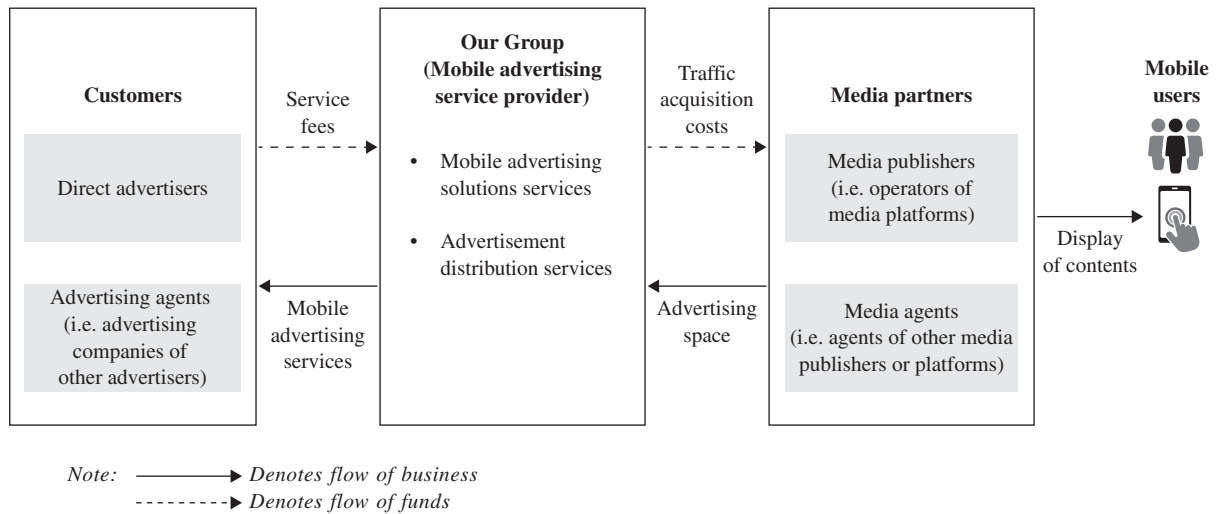 Customers
Direct advertisers
Advertising agents
(i.e. advertising
companies of
other advertisers)
Service
fees
Mobile
advertising
services
Our Group
(Mobile advertising
service provider)
• Mobile advertising
solutions services
• Advertisement
distribution services
Traffic
acquisition
costs
Advertising
space
Media partners
Media publishers
(i.e. operators of
media platforms)
Media agents
(i.e. agents of other media
publishers or platforms)
Display
of contents
Mobile
users
Note: Denotes flow of business
Denotes flow of funds